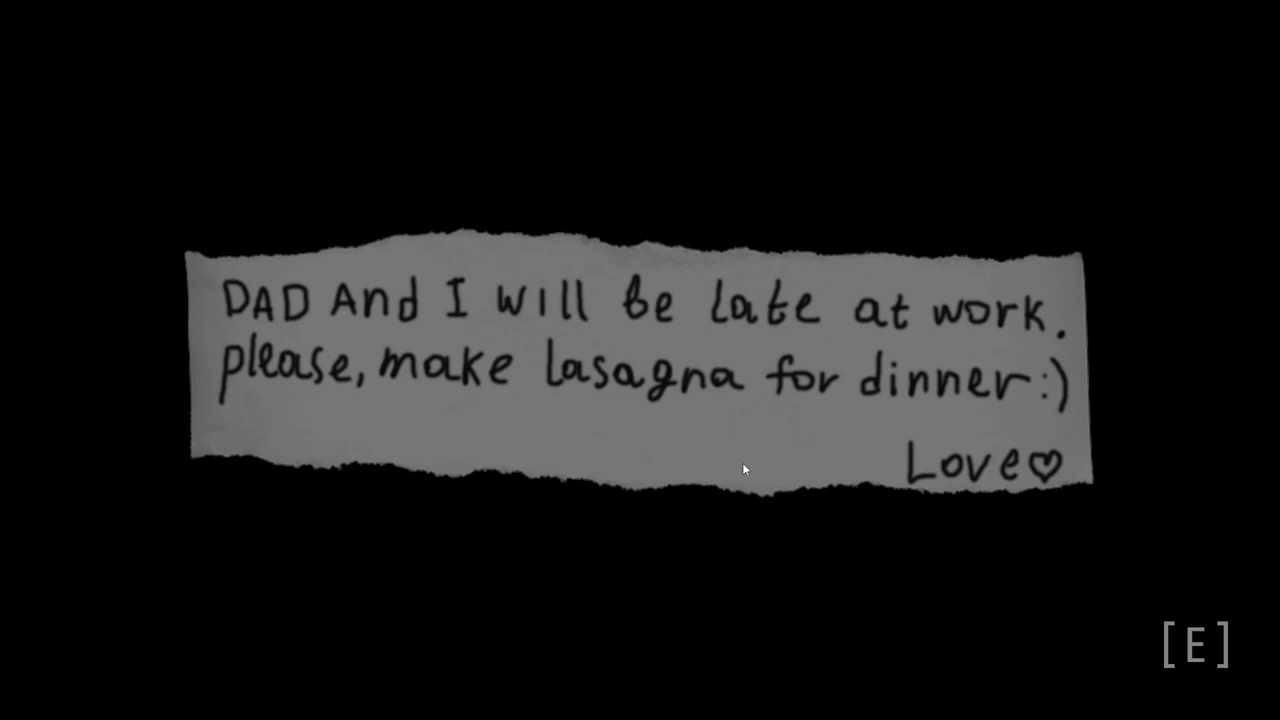 DAD And I will be late at work.
please, make lasagna for dinner:)
Love♡
[E]